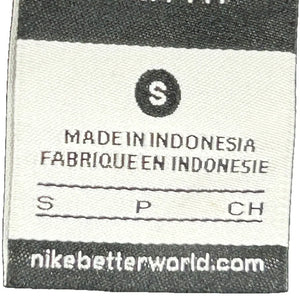 S
MADE IN INDONESIA
FABRIQUE EN INDONESIE
S P CH
nikebetterworld.com